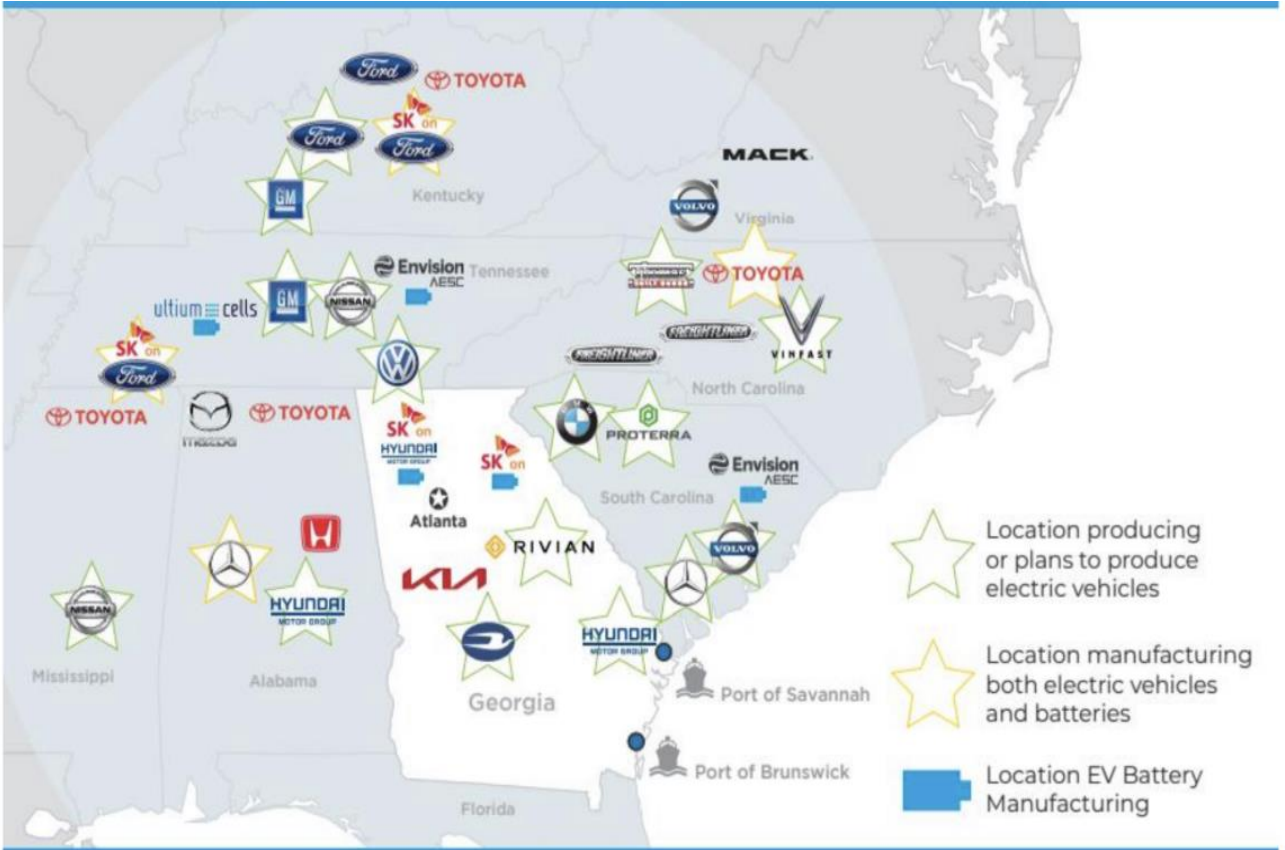 Ford
TOYOTA
Ford
SK on
Ford
GM
Kentucky
MACK
VOLVO
Virginia
GM
NISSAN
Envision
AESC
Tennessee
ultium cells
TOYOTA
SK on
Ford
VW
FREIGHTLINER
FREIGHTLINER
VINFAST
North Carolina
TOYOTA
mazda
TOYOTA
SK on
HYUNDAI
MOTOR GROUP
SK on
BMW
PROTERRA
Envision
AESC
South Carolina
Atlanta
RIVIAN
VOLVO
KIA
NISSAN
HYUNDAI
MOTOR GROUP
HYUNDAI
MOTOR GROUP
Mississippi
Alabama
Georgia
Port of Savannah
Port of Brunswick
Florida
Location producing
or plans to produce
electric vehicles
Location manufacturing
both electric vehicles
and batteries
Location EV Battery
Manufacturing